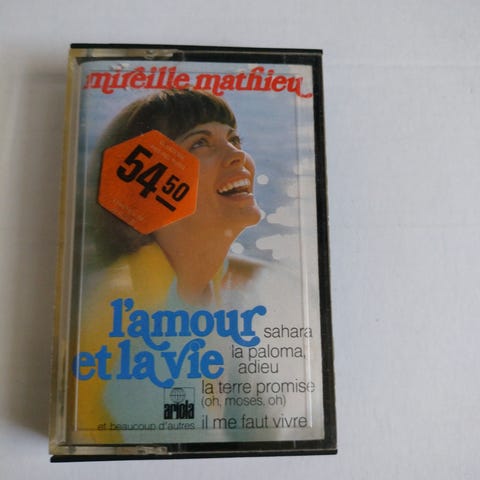 mireille mathieu
54.50
l'amour
et la vie
sahara
la paloma,
adieu
la terre promise
(oh, moses, oh)
il me faut vivre
ariola
et beaucoup d'autres